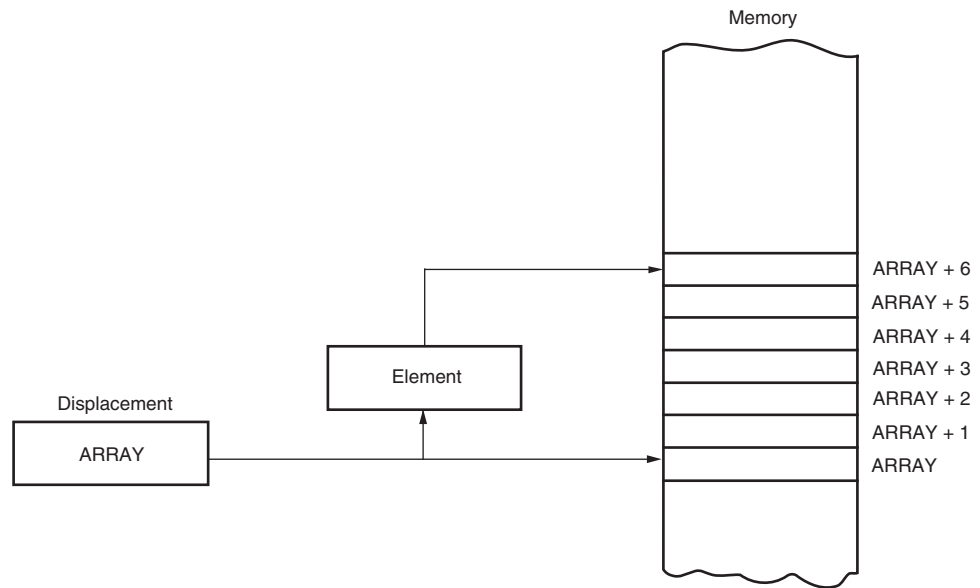 Memory
ARRAY + 6
ARRAY + 5
ARRAY + 4
Element
ARRAY + 3
Displacement
ARRAY + 2
ARRAY + 1
ARRAY
ARRAY